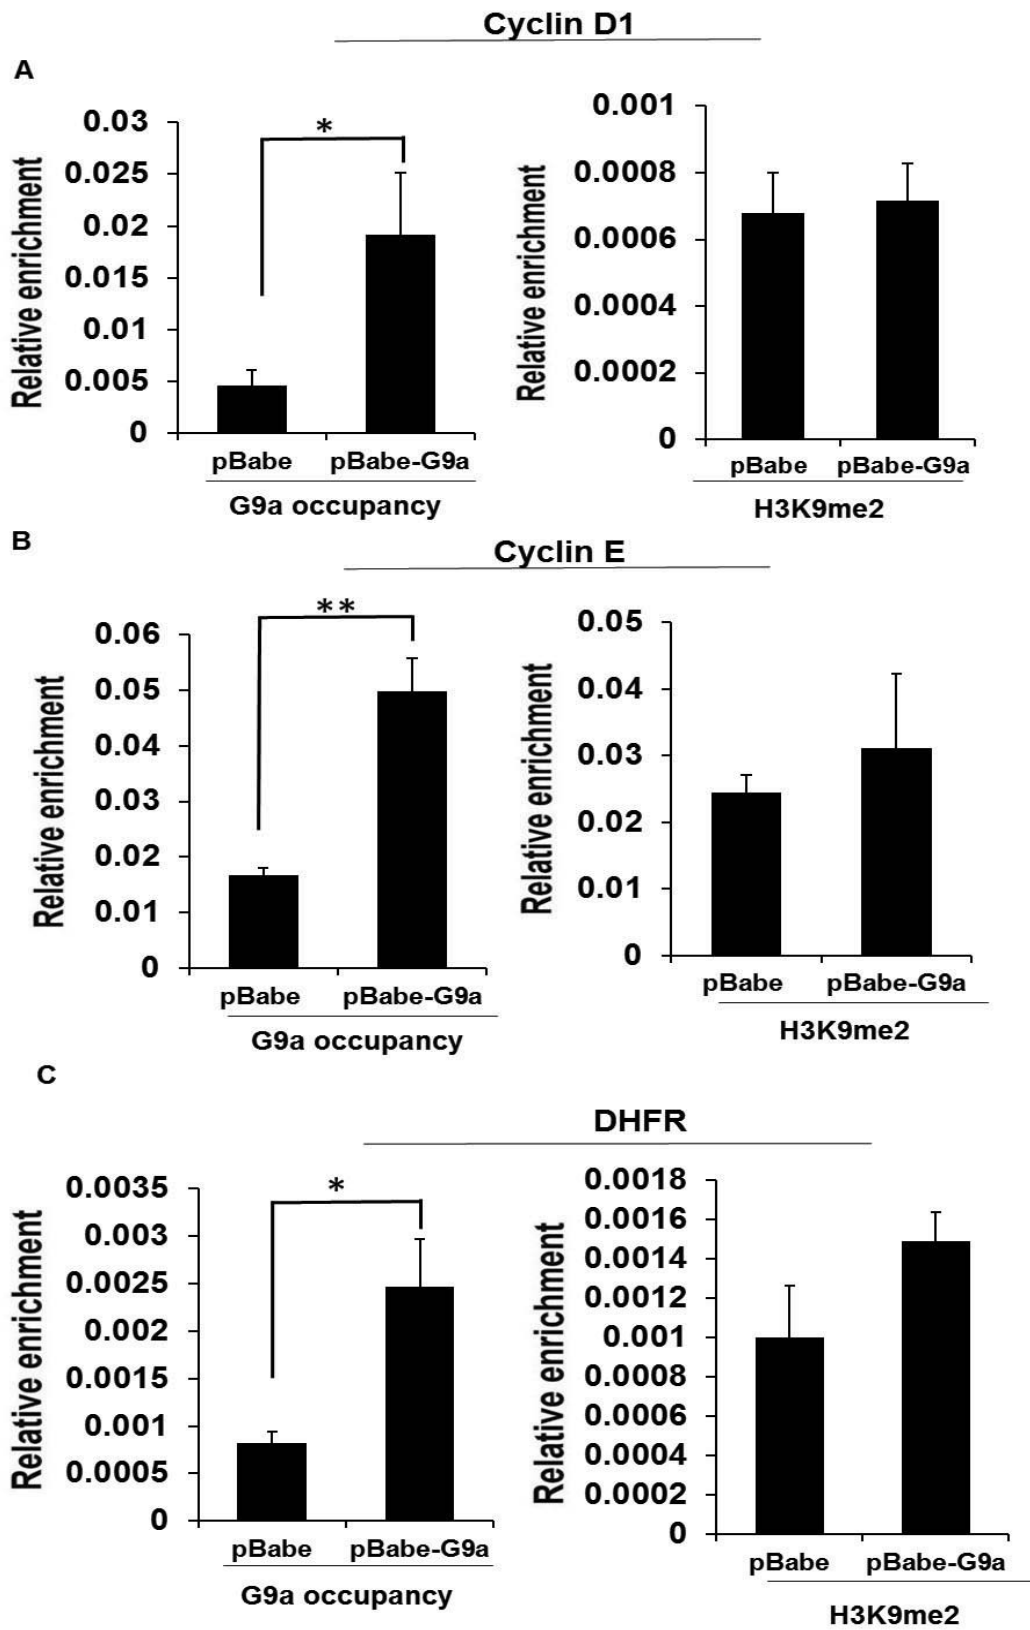 Cyclin D1
A
Relative enrichment
0.03
0.025
0.02
0.015
0.01
0.005
0
*
pBabe pBabe-G9a
G9a occupancy
Relative enrichment
0.001
0.0008
0.0006
0.0004
0.0002
0
pBabe pBabe-G9a
H3K9me2
B
Cyclin E
Relative enrichment
0.06
0.05
0.04
0.03
0.02
0.01
0
**
pBabe pBabe-G9a
G9a occupancy
Relative enrichment
0.05
0.04
0.03
0.02
0.01
0
pBabe pBabe-G9a
H3K9me2
C
DHFR
Relative enrichment
0.0035
0.003
0.0025
0.002
0.0015
0.001
0.0005
0
*
pBabe pBabe-G9a
G9a occupancy
Relative enrichment
0.0018
0.0016
0.0014
0.0012
0.001
0.0008
0.0006
0.0004
0.0002
0
pBabe pBabe-G9a
H3K9me2